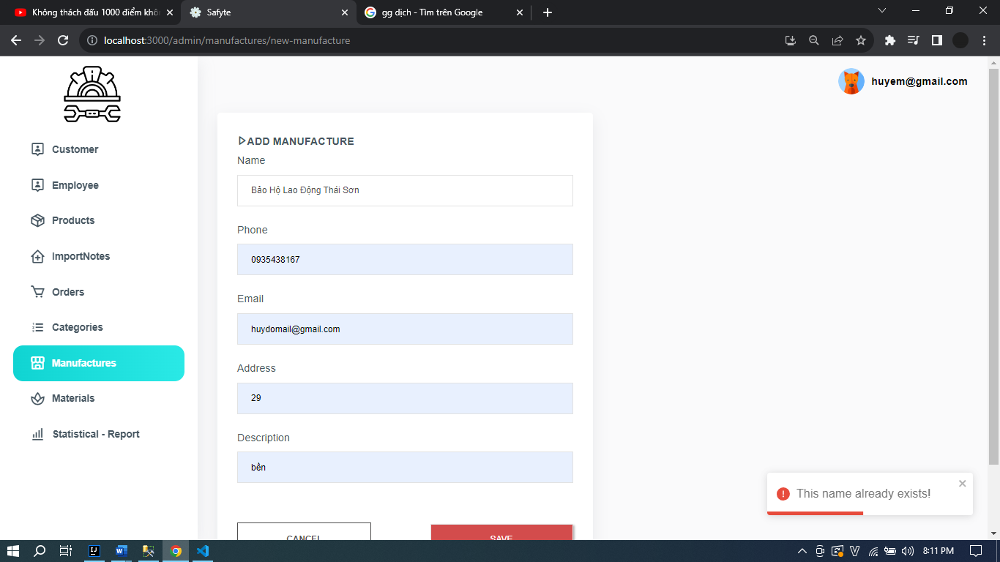 Không thách đấu 1000 điểm khôn
Safyte
gg dịch - Tìm trên Google
localhost:3000/admin/manufactures/new-manufacture
huyem@gmail.com
Customer
Employee
Products
ImportNotes
Orders
Categories
Manufactures
Materials
Statistical - Report
ADD MANUFACTURE
Name
Bảo Hộ Lao Động Thái Sơn
Phone
0935438167
Email
huydomail@gmail.com
Address
29
Description
bên
CANCEL
SAVE
This name already exists!
8:11 PM